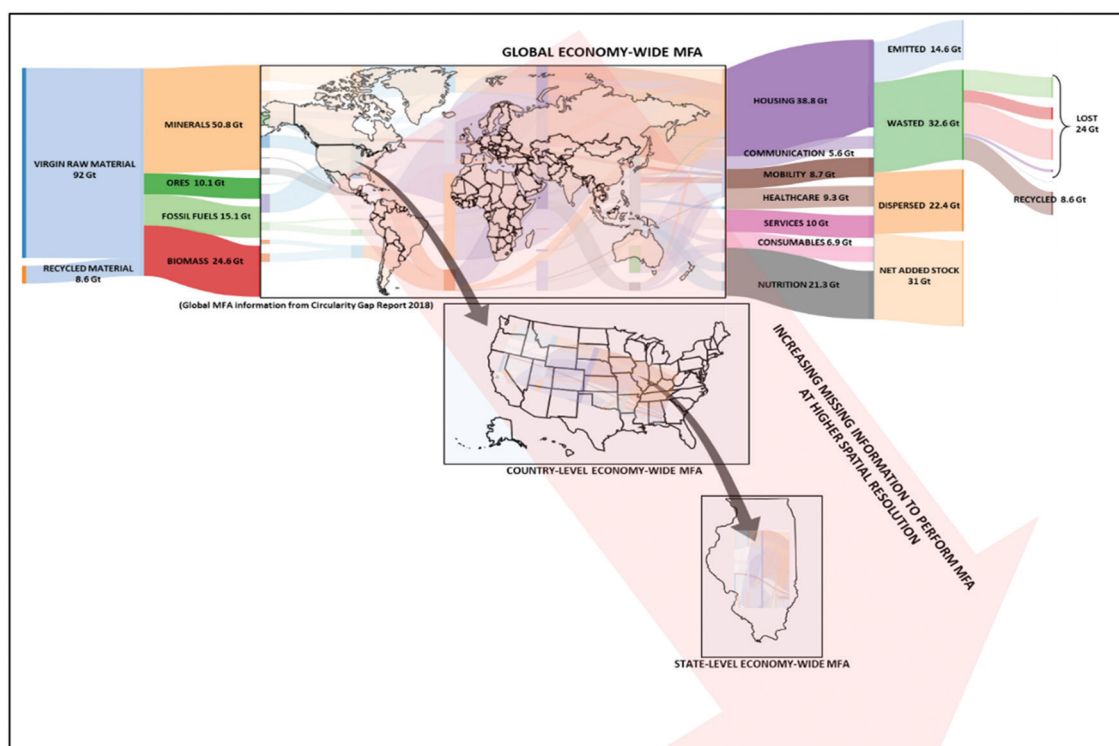 GLOBAL ECONOMY-WIDE MFA
VIRGIN RAW MATERIAL
92 Gt
RECYCLED MATERIAL
8.6 Gt
MINERALS 50.8 Gt
ORES 10.1 Gt
FOSSIL FUELS 15.1 Gt
BIOMASS 24.6 Gt
HOUSING 38.8 Gt
COMMUNICATION 5.6 Gt
MOBILITY 8.7 Gt
HEALTHCARE 9.3 Gt
SERVICES 10 Gt
CONSUMABLES 6.9 Gt
NUTRITION 21.3 Gt
EMITTED 14.6 Gt
WASTED 32.6 Gt
DISPERSED 22.4 Gt
NET ADDED STOCK
31 Gt
LOST
24 Gt
RECYCLED 8.6 Gt
(Global MFA information from Circularity Gap Report 2018)
COUNTRY-LEVEL ECONOMY-WIDE MFA
INCREASING MISSING INFORMATION TO PERFORM MFA
AT HIGHER SPATIAL RESOLUTION
STATE-LEVEL ECONOMY-WIDE MFA